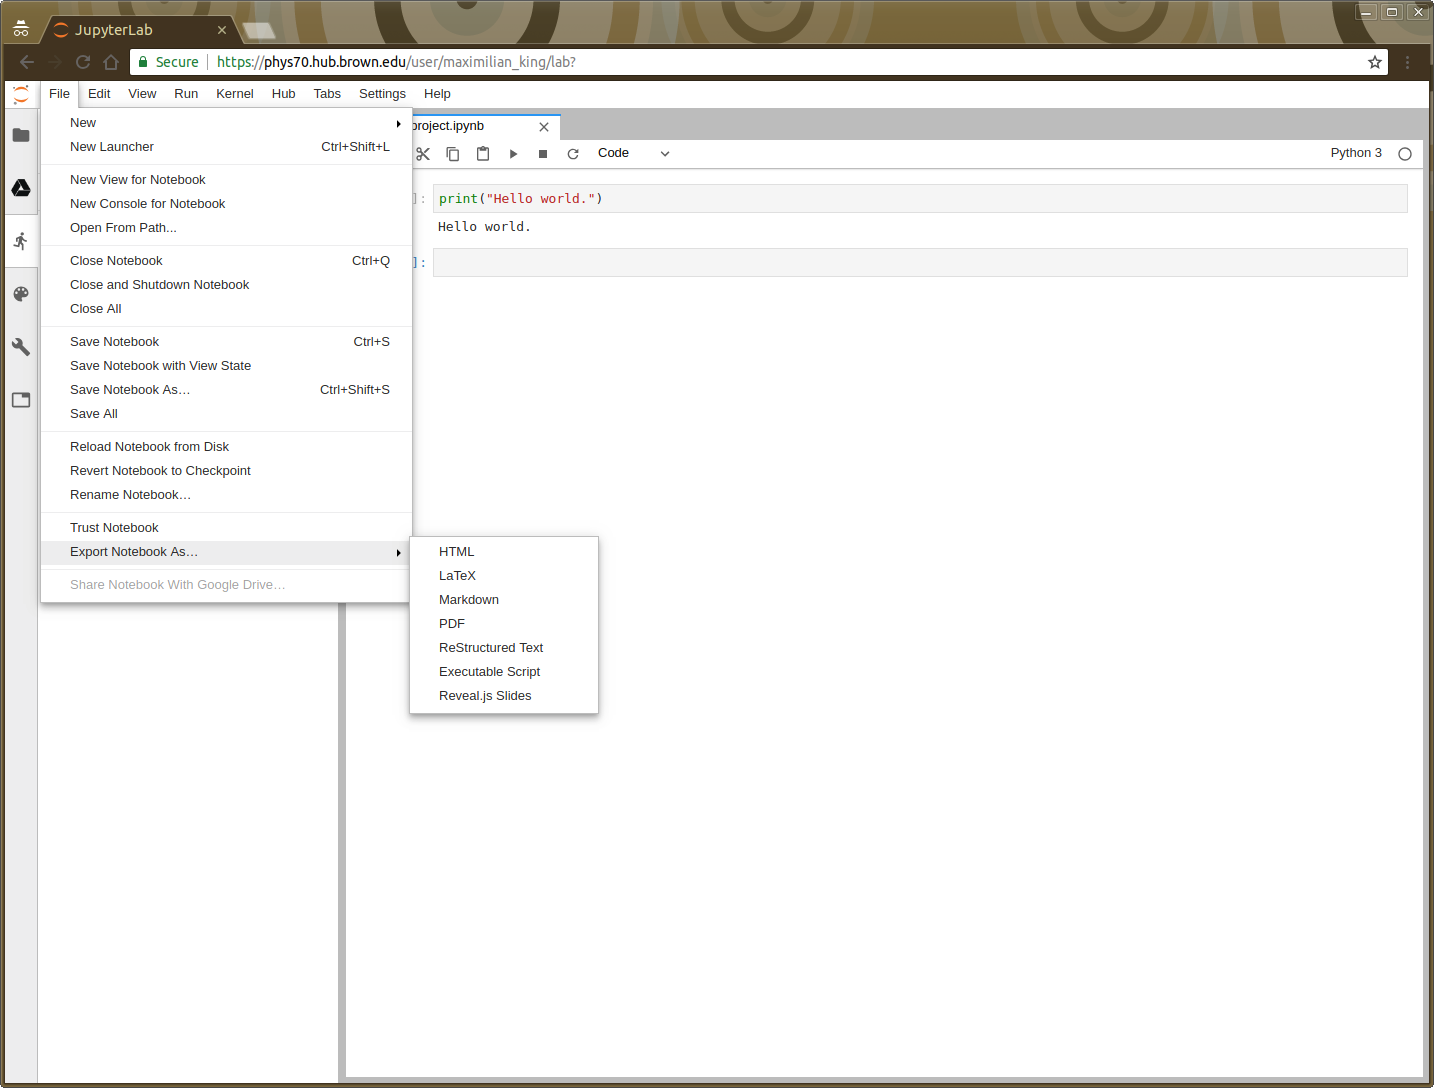 JupyterLab
Secure https://phys70.hub.brown.edu/user/maximilian_king/lab?
File Edit View Run Kernel Hub Tabs Settings Help
New
New Launcher Ctrl+Shift+L
New View for Notebook
New Console for Notebook
Open From Path...
Close Notebook Ctrl+Q
Close and Shutdown Notebook
Close All
Save Notebook Ctrl+S
Save Notebook with View State
Save Notebook As… Ctrl+Shift+S
Save All
Reload Notebook from Disk
Revert Notebook to Checkpoint
Rename Notebook…
Trust Notebook
Export Notebook As…
Share Notebook With Google Drive…
HTML
LaTeX
Markdown
PDF
ReStructured Text
Executable Script
Reveal.js Slides
project.ipynb
Code Python 3
]: print("Hello world.")
Hello world.
]: